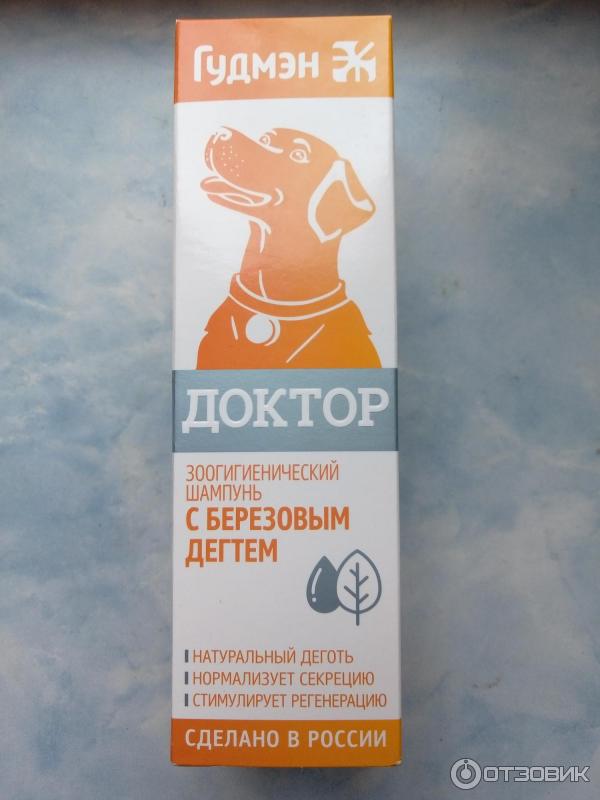 Гудмэн
ДОКТОР
ЗООГИГИЕНИЧЕСКИЙ
ШАМПУНЬ
С БЕРЕЗОВЫМ
ДЕГТЕМ
НАТУРАЛЬНЫЙ ДЕГОТЬ
НОРМАЛИЗУЕТ СЕКРЕЦИЮ
СТИМУЛИРУЕТ РЕГЕНЕРАЦИЮ
СДЕЛАНО В РОССИИ
ОТЗОВИК